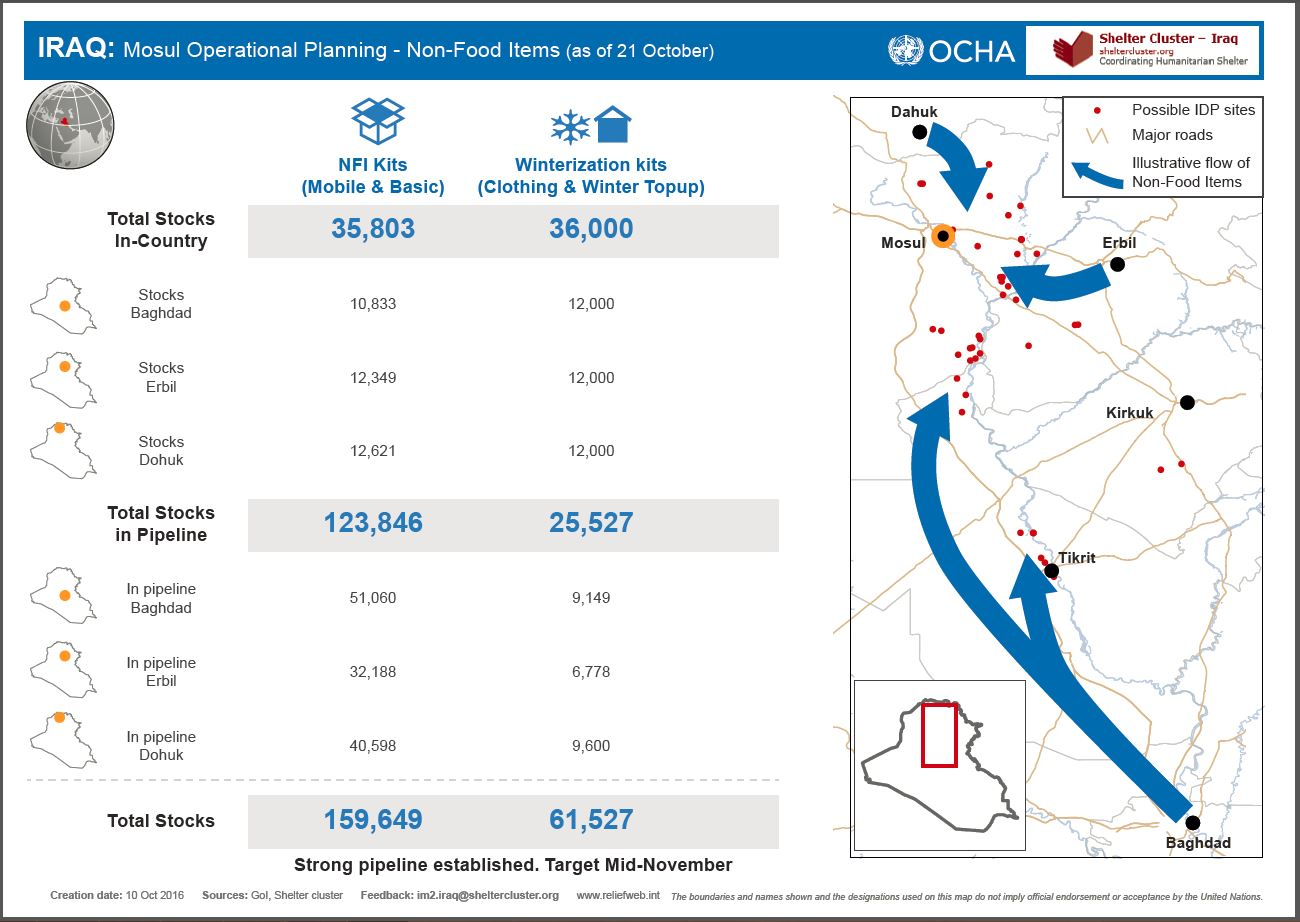 IRAQ: Mosul Operational Planning - Non-Food Items (as of 21 October)
OCHA
Shelter Cluster – Iraq
sheltercluster.org
Coordinating Humanitarian Shelter
NFI Kits
(Mobile & Basic)
Winterization kits
(Clothing & Winter Topup)
Total Stocks
In-Country
35,803
36,000
Stocks
Baghdad
10,833
12,000
Stocks
Erbil
12,349
12,000
Stocks
Dohuk
12,621
12,000
Total Stocks
in Pipeline
123,846
25,527
In pipeline
Baghdad
51,060
9,149
In pipeline
Erbil
32,188
6,778
In pipeline
Dohuk
40,598
9,600
Total Stocks
159,649
61,527
Strong pipeline established. Target Mid-November
Dahuk
Possible IDP sites
Major roads
Illustrative flow of
Non-Food Items
Mosul
Erbil
Kirkuk
Tikrit
Baghdad
Creation date: 10 Oct 2016 Sources: GoI, Shelter cluster Feedback: im2.iraq@sheltercluster.org www.reliefweb.int The boundaries and names shown and the designations used on this map do not imply official endorsement or acceptance by the United Nations.